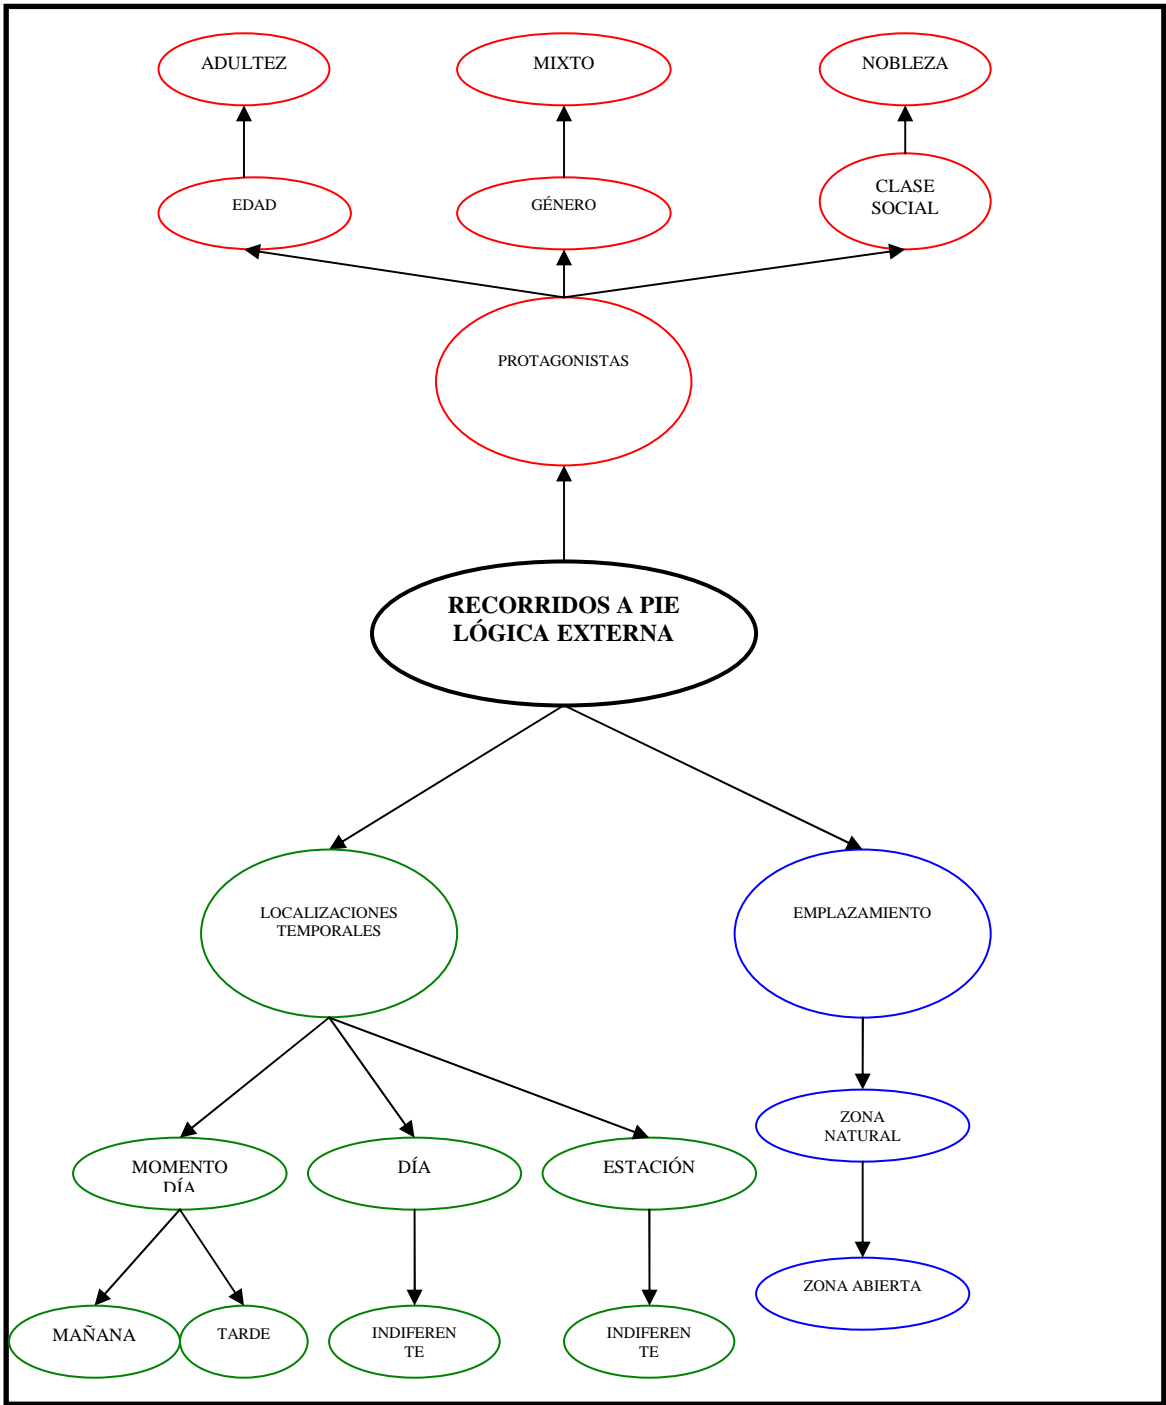 ADULTEZ
MIXTO
NOBLEZA
EDAD
GÉNERO
CLASE
SOCIAL
PROTAGONISTAS
RECORRIDOS A PIE
LÓGICA EXTERNA
LOCALIZACIONES
TEMPORALES
EMPLAZAMIENTO
MOMENTO
DÍA
DÍA
ESTACIÓN
ZONA
NATURAL
MAÑANA
TARDE
INDIFEREN
TE
INDIFEREN
TE
ZONA ABIERTA